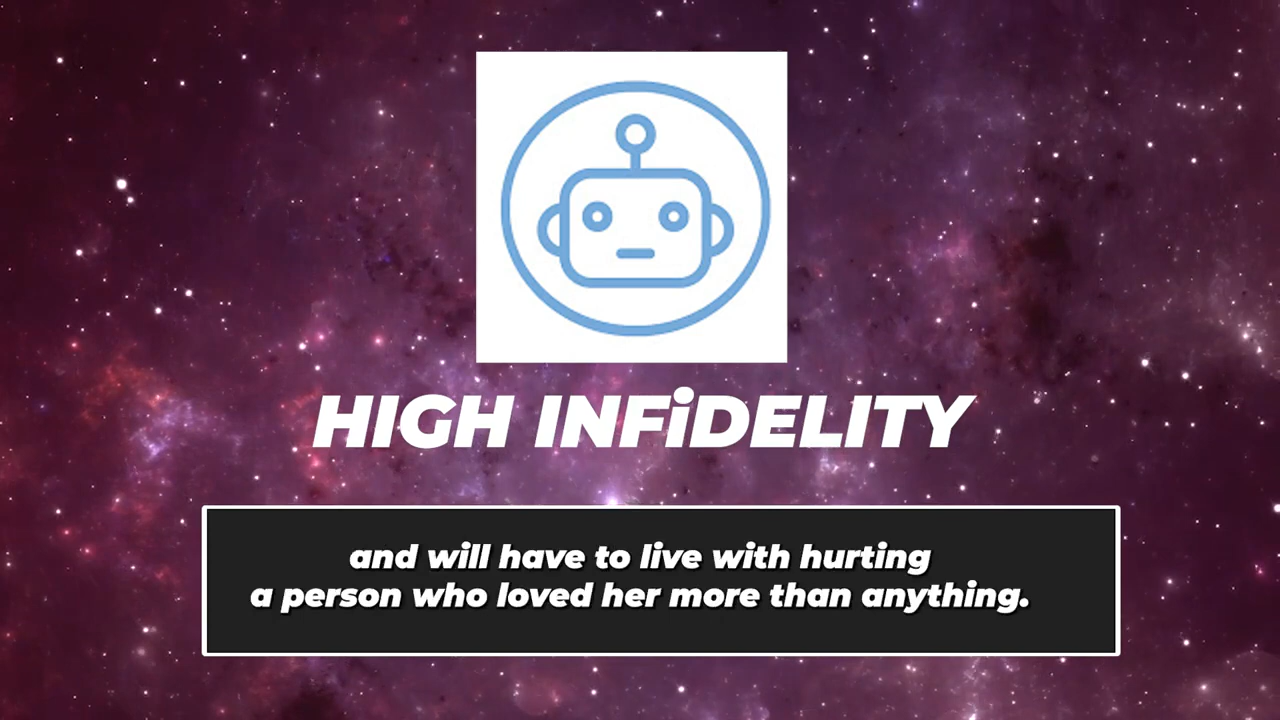 HIGH INFiDELITY
and will have to live with hurting
a person who loved her more than anything.